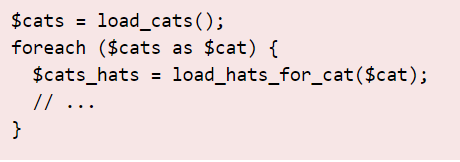 $cats = load_cats();
foreach ($cats as $cat) {
  $cats_hats = load_hats_for_cat($cat);
  // ...
}